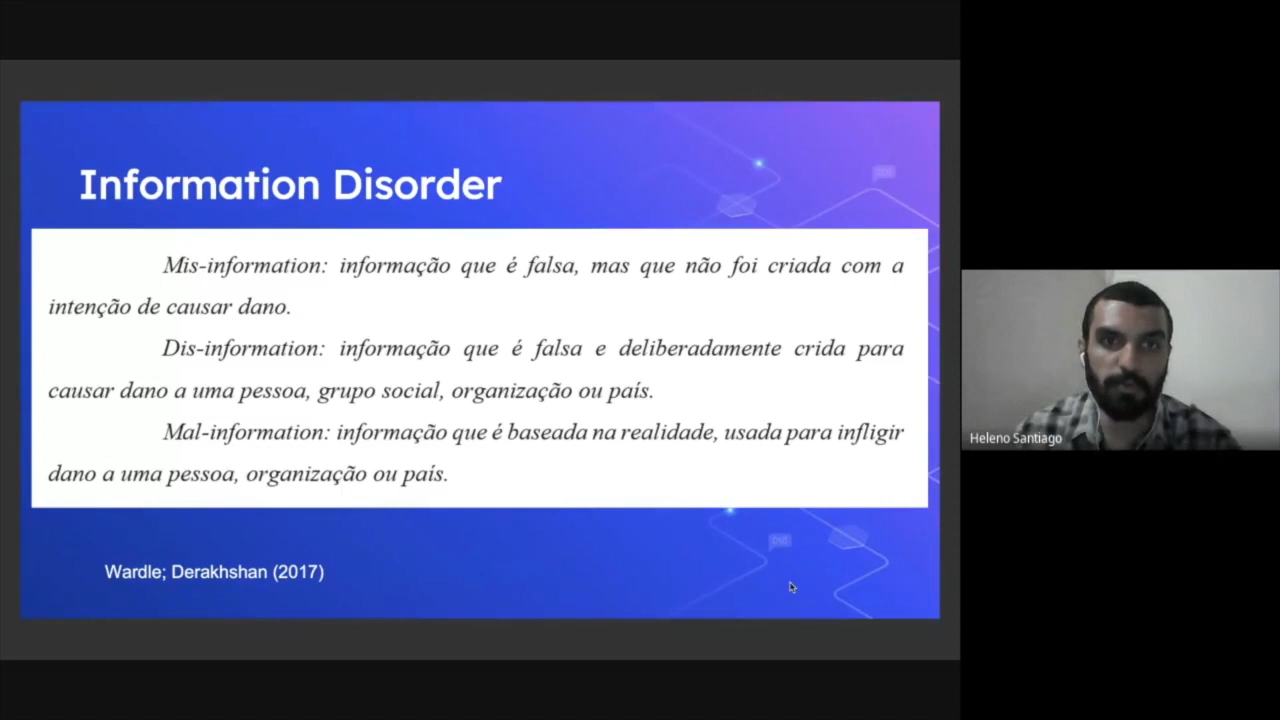 Information Disorder
Mis-information: informação que é falsa, mas que não foi criada com a
intenção de causar dano.
Dis-information: informação que é falsa e deliberadamente crida para
causar dano a uma pessoa, grupo social, organização ou país.
Mal-information: informação que é baseada na realidade, usada para infligir
dano a uma pessoa, organização ou país.
Wardle; Derakhshan (2017)
Heleno Santiago